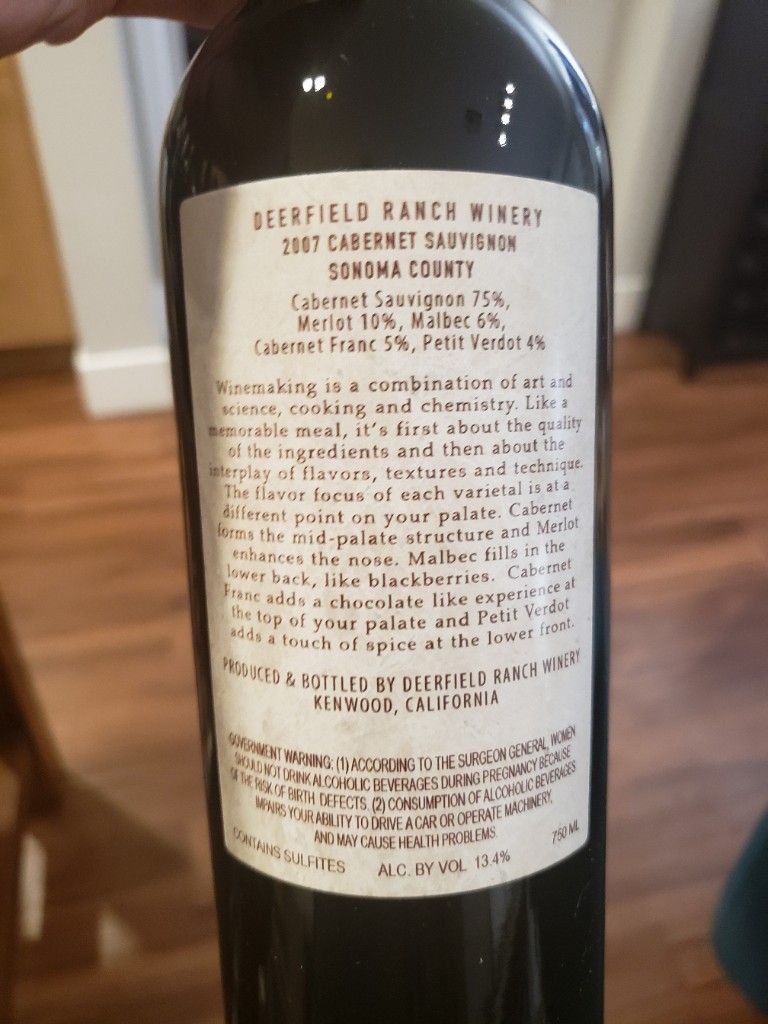 DEERFIELD RANCH WINERY
2007 CABERNET SAUVIGNON
SONOMA COUNTY
Cabernet Sauvignon 75%,
Merlot 10%, Malbec 6%,
Cabernet Franc 5%, Petit Verdot 4%
Winemaking is a combination of art and
science, cooking and chemistry. Like a
memorable meal, it's first about the quality
of the ingredients and then about the
interplay of flavors, textures and technique.
The flavor focus of each varietal is at a
different point on your palate. Cabernet
forms the mid-palate structure and Merlot
enhances the nose. Malbec fills in the
lower back, like blackberries. Cabernet
Franc adds a chocolate like experience at
the top of your palate and Petit Verdot
adds a touch of spice at the lower front.
PRODUCED & BOTTLED BY DEERFIELD RANCH WINERY
KENWOOD, CALIFORNIA
GOVERNMENT WARNING: (1) ACCORDING TO THE SURGEON GENERAL, WOMEN
SHOULD NOT DRINK ALCOHOLIC BEVERAGES DURING PREGNANCY BECAUSE
OF THE RISK OF BIRTH DEFECTS. (2) CONSUMPTION OF ALCOHOLIC BEVERAGES
IMPAIRS YOUR ABILITY TO DRIVE A CAR OR OPERATE MACHINERY,
AND MAY CAUSE HEALTH PROBLEMS.
CONTAINS SULFITES ALC. BY VOL 13.4% 750 ML